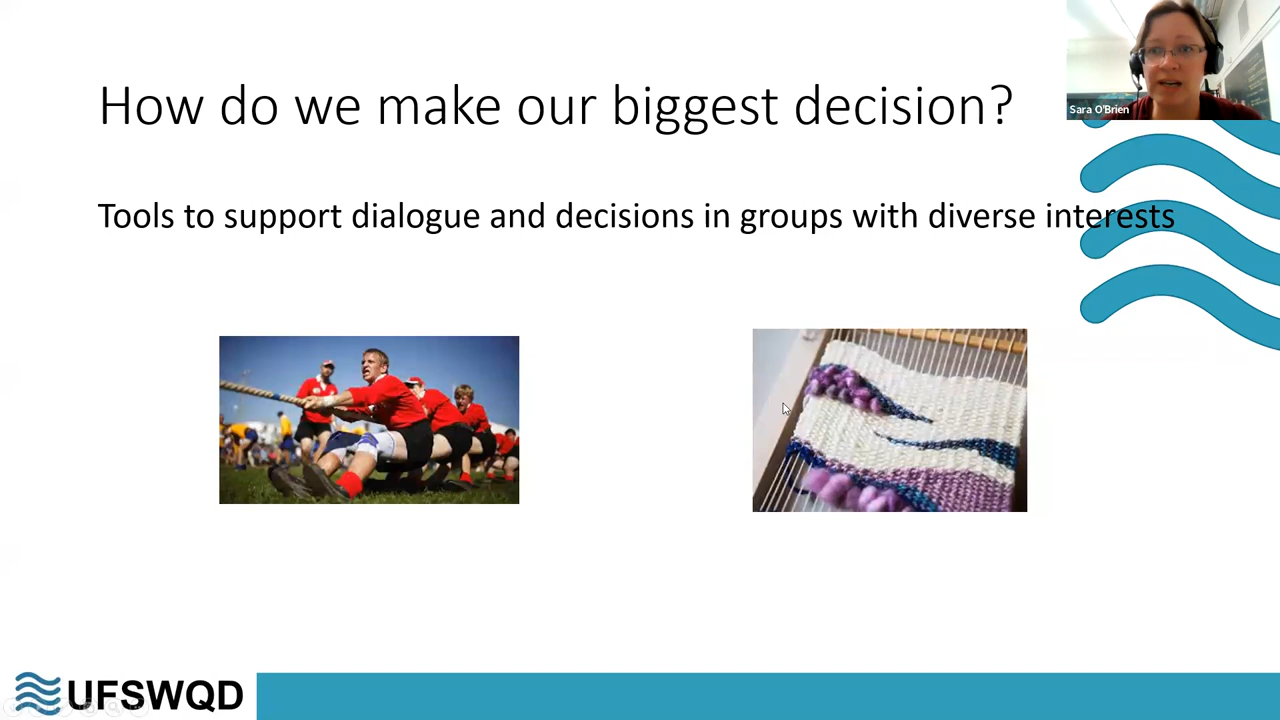 How do we make our biggest decision?
Sara O'Brien
Tools to support dialogue and decisions in groups with diverse interests
UFSWQD